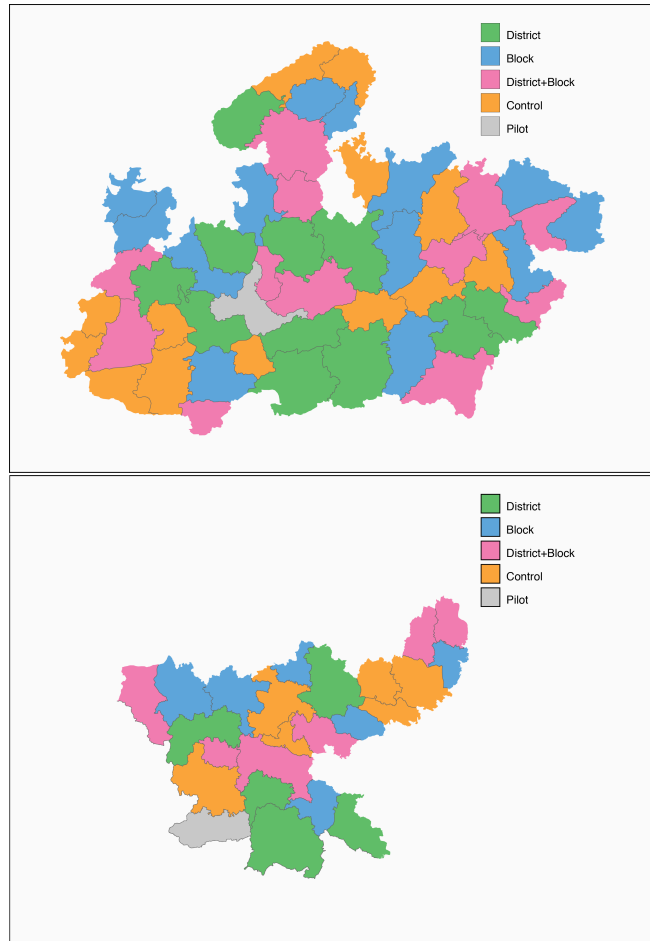 District
Block
District+Block
Control
Pilot
District
Block
District+Block
Control
Pilot